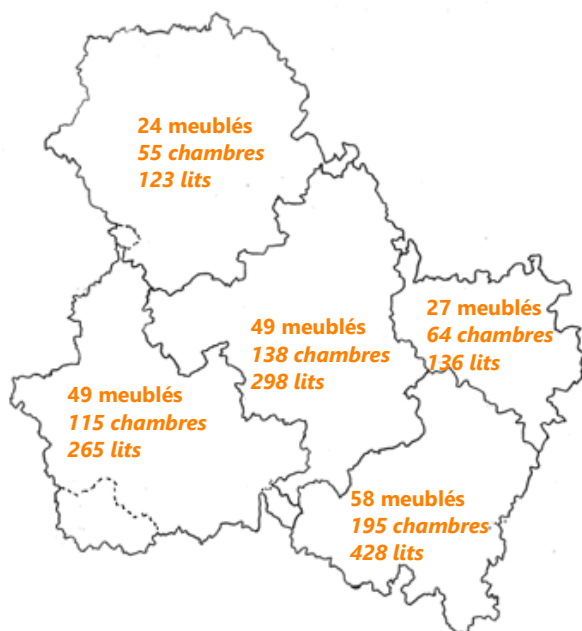 24 meublés
55 chambres
123 lits
27 meublés
64 chambres
136 lits
49 meublés
138 chambres
298 lits
49 meublés
115 chambres
265 lits
58 meublés
195 chambres
428 lits